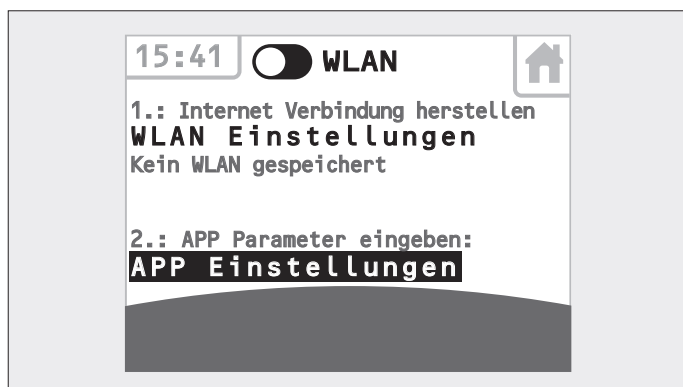 15:41 WLAN
1.: Internet Verbindung herstellen
WLAN Einstellungen
Kein WLAN gespeichert
2.: APP Parameter eingeben:
APP Einstellungen